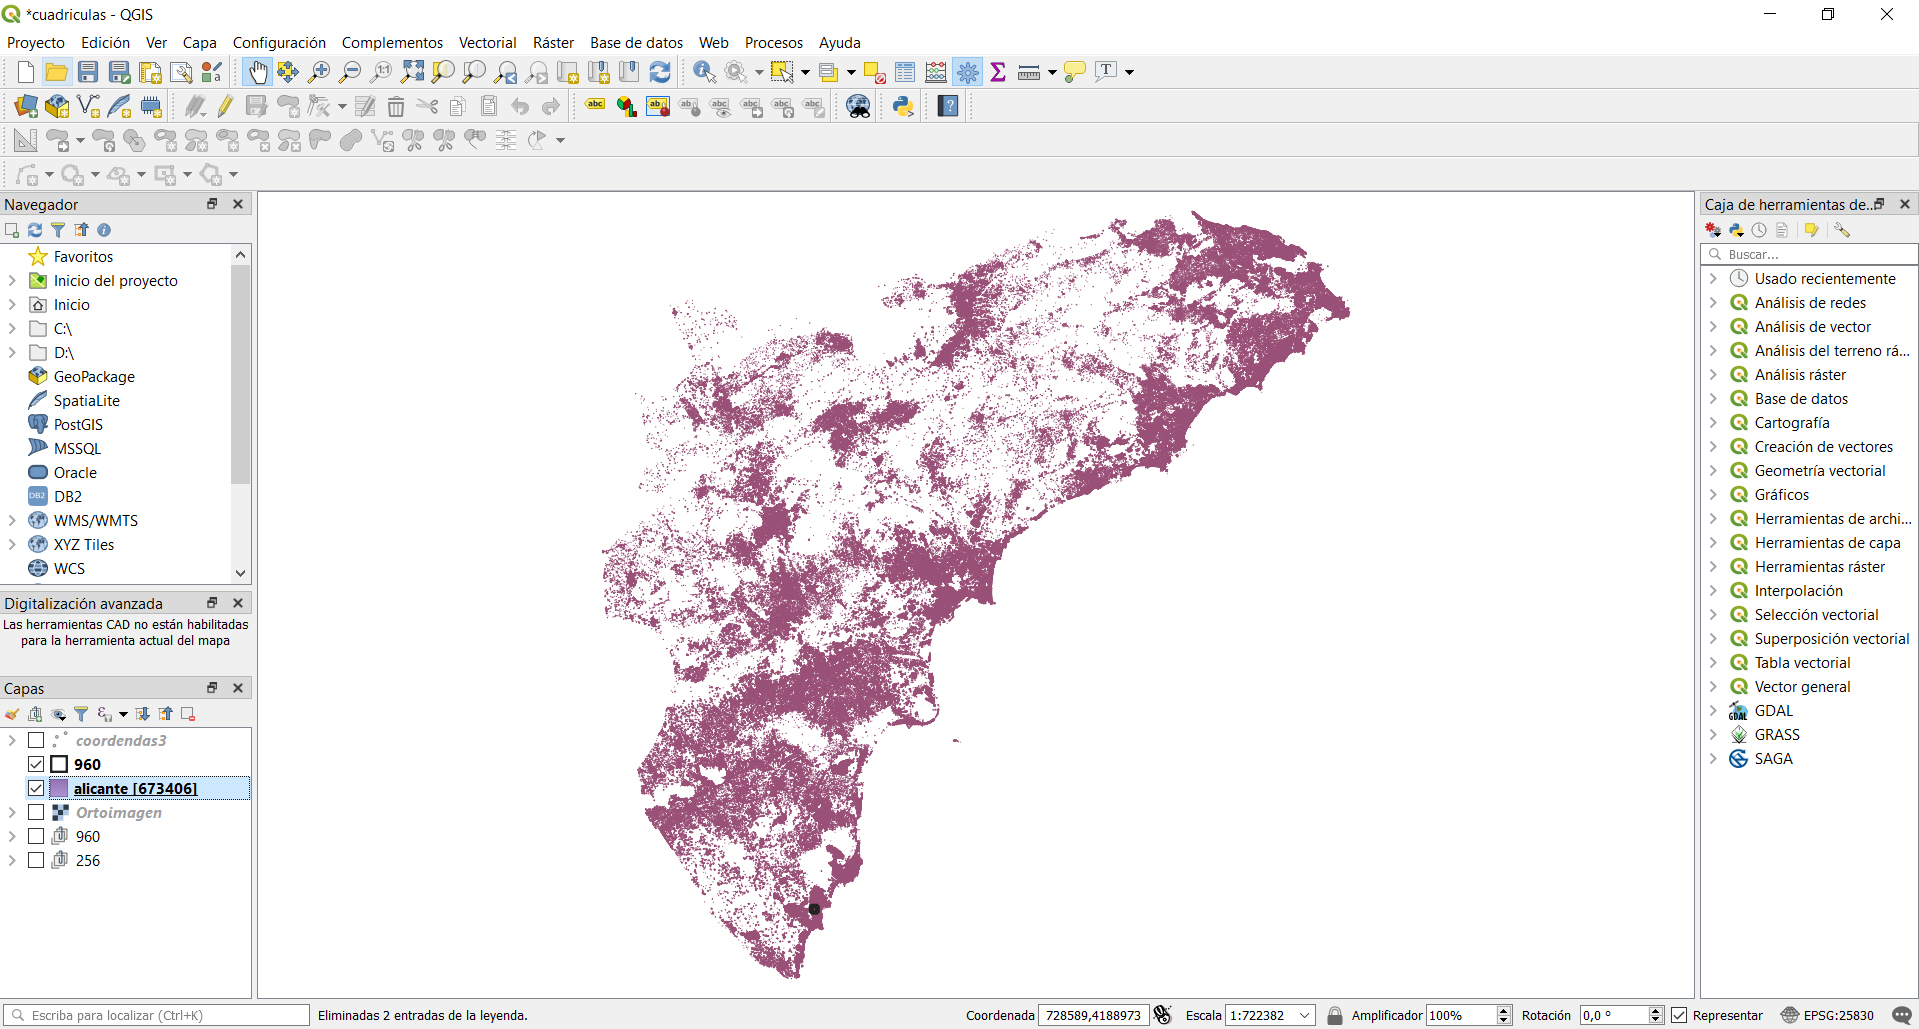 *cuadriculas - QGIS
Proyecto Edición Ver Capa Configuración Complementos Vectorial Ráster Base de datos Web Procesos Ayuda
Navegador
Favoritos
Inicio del proyecto
Inicio
C:\
D:\
GeoPackage
SpatiaLite
PostGIS
MSSQL
Oracle
DB2
WMS/WMTS
XYZ Tiles
WCS
Digitalización avanzada
Las herramientas CAD no están habilitadas
para la herramienta actual del mapa
Capas
coordendas3
960
alicante [673406]
Ortoimagen
960
256
Caja de herramientas de...
Buscar...
Usado recientemente
Análisis de redes
Análisis de vector
Análisis del terreno rá...
Análisis ráster
Base de datos
Cartografía
Creación de vectores
Geometría vectorial
Gráficos
Herramientas de archi...
Herramientas de capa
Herramientas ráster
Interpolación
Selección vectorial
Superposición vectorial
Tabla vectorial
Vector general
GDAL
GRASS
SAGA
Escriba para localizar (Ctrl+K) Eliminadas 2 entradas de la leyenda. Coordenada 728589,4188973 Escala 1:722382 Amplificador 100% Rotación 0,0 ° Representar EPSG:25830